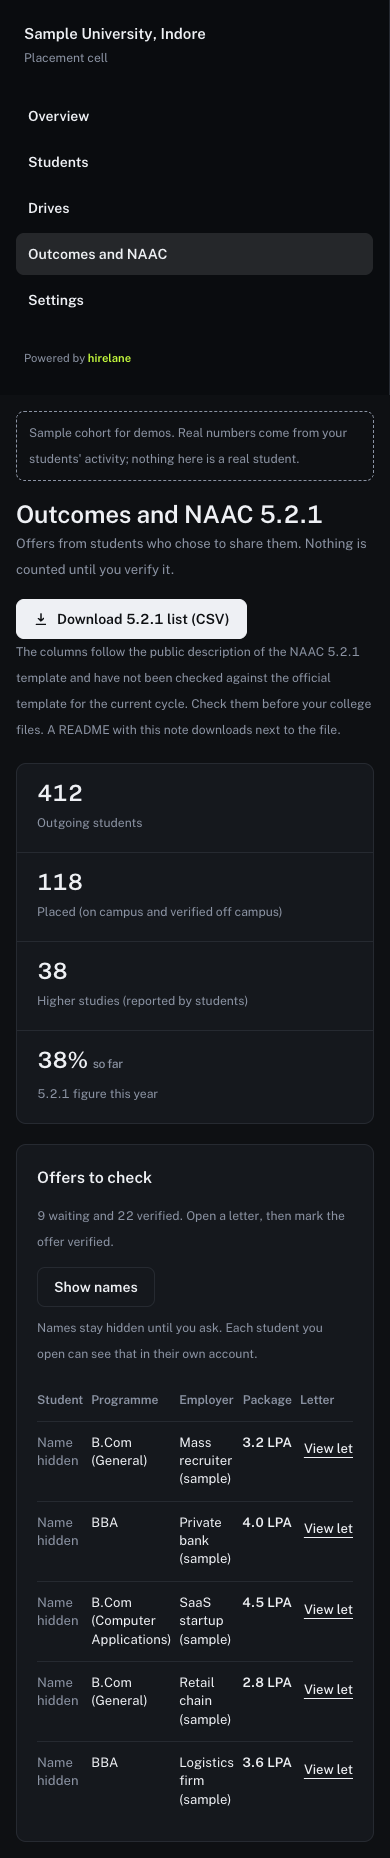 Sample University, Indore
Placement cell
Overview
Students
Drives
Outcomes and NAAC
Settings
Powered by hirelane
Sample cohort for demos. Real numbers come from your
students' activity; nothing here is a real student.
Outcomes and NAAC 5.2.1
Offers from students who chose to share them. Nothing is
counted until you verify it.
Download 5.2.1 list (CSV)
The columns follow the public description of the NAAC 5.2.1
template and have not been checked against the official
template for the current cycle. Check them before your college
files. A README with this note downloads next to the file.
412
Outgoing students
118
Placed (on campus and verified off campus)
38
Higher studies (reported by students)
38% so far
5.2.1 figure this year
Offers to check
9 waiting and 22 verified. Open a letter, then mark the
offer verified.
Show names
Names stay hidden until you ask. Each student you
open can see that in their own account.
Student Programme Employer Package Letter
Name B.Com Mass 3.2 LPA View let
hidden (General) recruiter
(sample)
Name BBA Private 4.0 LPA View let
hidden bank
(sample)
Name B.Com SaaS 4.5 LPA View let
hidden (Computer startup
Applications) (sample)
Name B.Com Retail 2.8 LPA View let
hidden (General) chain
(sample)
Name BBA Logistics 3.6 LPA View let
hidden firm
(sample)